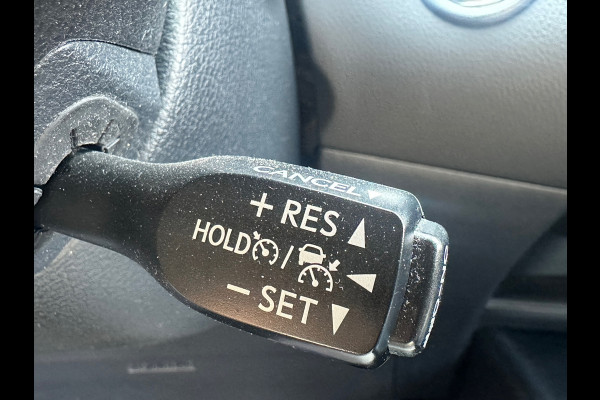 CANCEL
+ RES
HOLD /
- SET